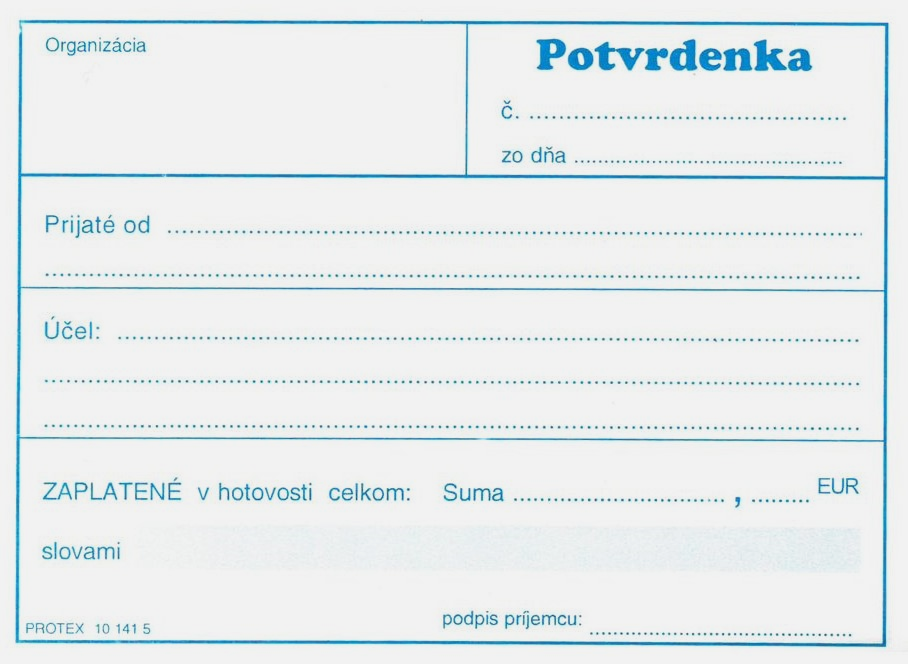 Organizácia
Potvrdenka
č. ................................................
zo dňa ................................................
Prijaté od ................................................
................................................
Účel: ................................................
................................................
................................................
ZAPLATENÉ v hotovosti celkom: Suma ................................ , ......... EUR
slovami
PROTEX 10 141 5
podpis príjemcu: ................................................